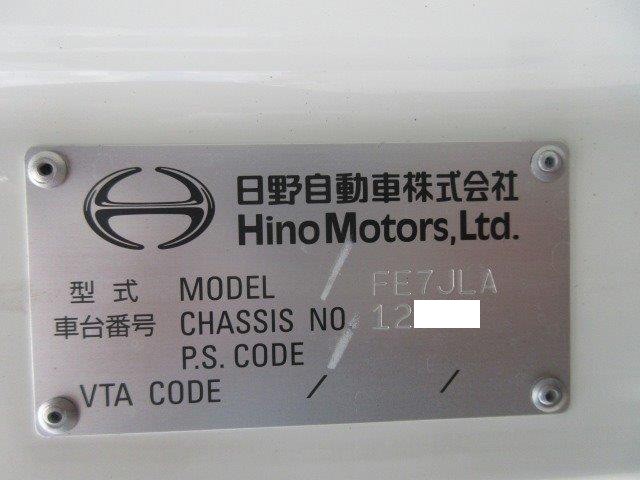 日野自動車株式会社
Hino Motors, Ltd.
型式 MODEL / FE7JLA
車台番号 CHASSIS NO. 12
P.S. CODE /
VTA CODE / /